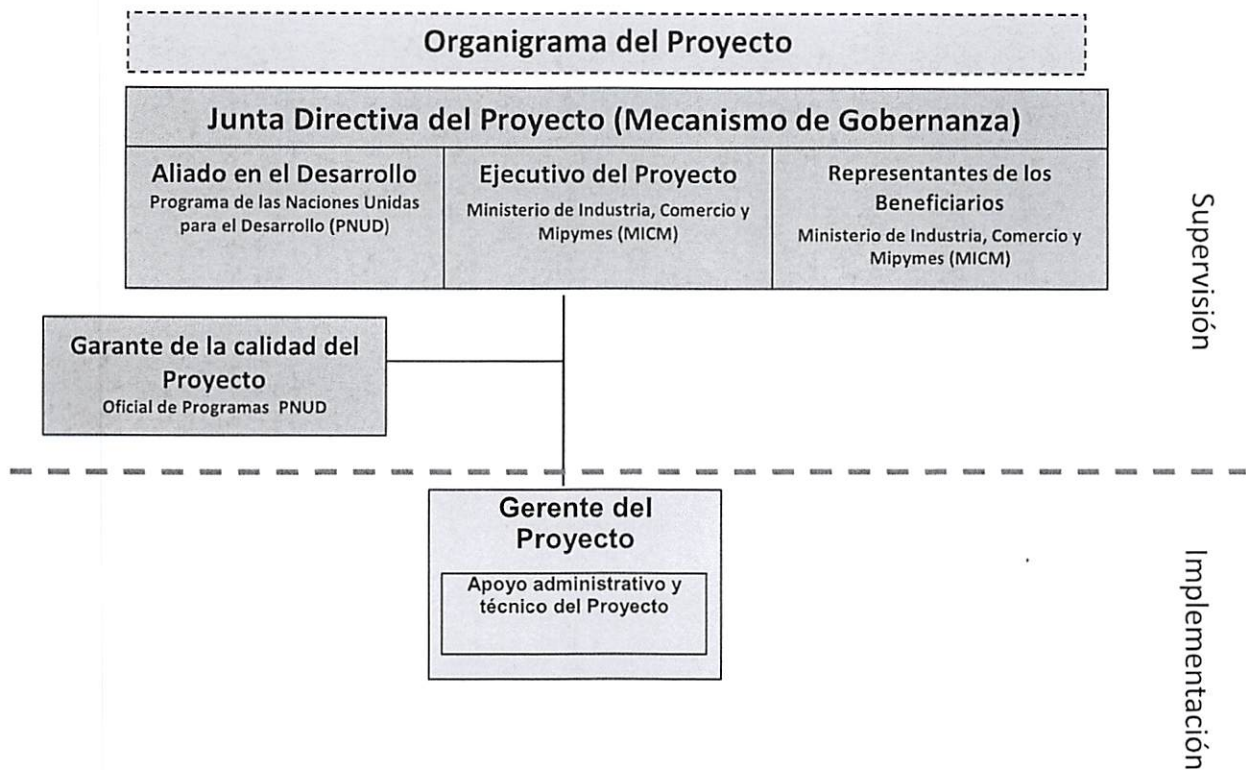 Organigrama del Proyecto
Junta Directiva del Proyecto (Mecanismo de Gobernanza)
Aliado en el Desarrollo
Programa de las Naciones Unidas
para el Desarrollo (PNUD)
Ejecutivo del Proyecto
Ministerio de Industria, Comercio y
Mipymes (MICM)
Representantes de los
Beneficiarios
Ministerio de Industria, Comercio y
Mipymes (MICM)
Supervisión
Garante de la calidad del
Proyecto
Oficial de Programas PNUD
Gerente del
Proyecto
Apoyo administrativo y
técnico del Proyecto
Implementación